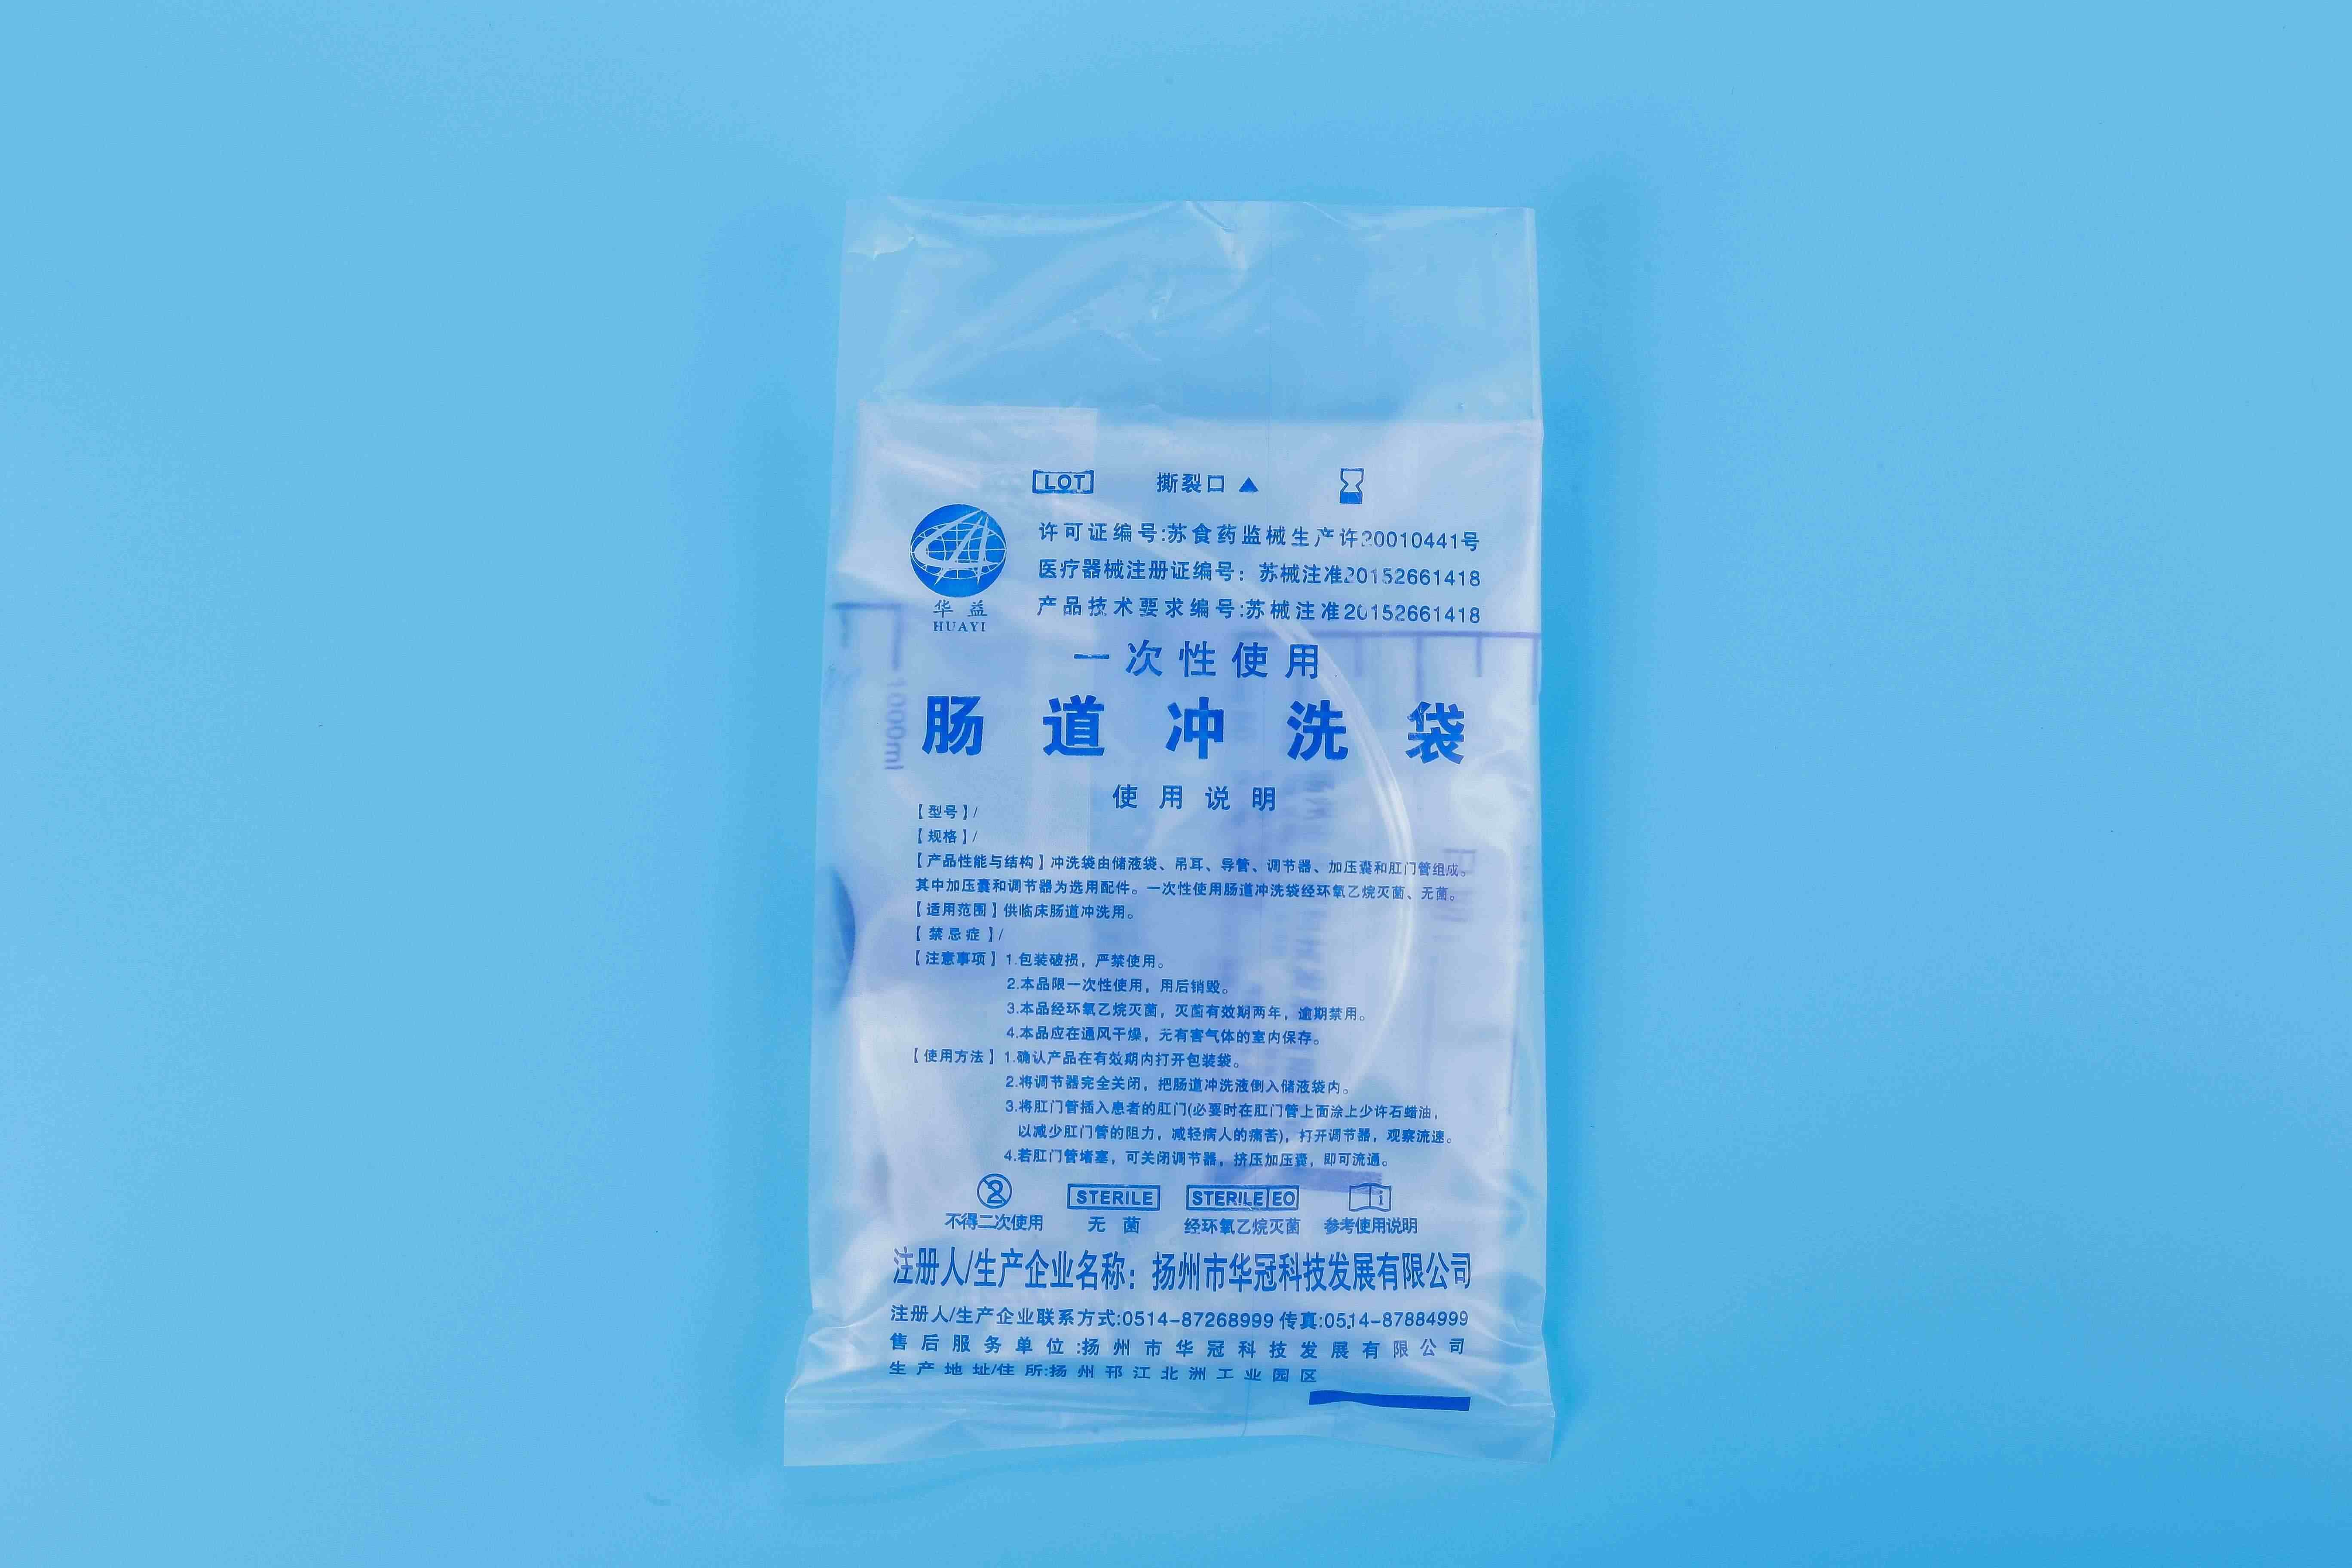 LOT 撕裂口
许可证编号:苏食药监械生产许20010441号
医疗器械注册证编号：苏械注准20152661418
产品技术要求编号:苏械注准20152661418
华益
HUAYI
一次性使用
肠道冲洗袋
1000ml
使用说明
【型号】/
【规格】/
【产品性能与结构】冲洗袋由储液袋、吊耳、导管、调节器、加压囊和肛门管组成。
其中加压囊和调节器为选用配件。一次性使用肠道冲洗袋经环氧乙烷灭菌、无菌。
【适用范围】供临床肠道冲洗用。
【禁忌症】/
【注意事项】1.包装破损，严禁使用。
2.本品限一次性使用，用后销毁。
3.本品经环氧乙烷灭菌，灭菌有效期两年，逾期禁用。
4.本品应在通风干燥，无有害气体的室内保存。
【使用方法】1.确认产品在有效期内打开包装袋。
2.将调节器完全关闭，把肠道冲洗液倒入储液袋内。
3.将肛门管插入患者的肛门(必要时在肛门管上面涂上少许石蜡油，
以减少肛门管的阻力，减轻病人的痛苦)，打开调节器，观察流速。
4.若肛门管堵塞，可关闭调节器，挤压加压囊，即可流通。
2 STERILE STERILE EO i
不得二次使用 无菌 经环氧乙烷灭菌 参考使用说明
注册人/生产企业名称：扬州市华冠科技发展有限公司
注册人/生产企业联系方式:0514-87268999 传真:0514-87884999
售后服务单位:扬州市华冠科技发展有限公司
生产地址/住所:扬州邗江北洲工业园区